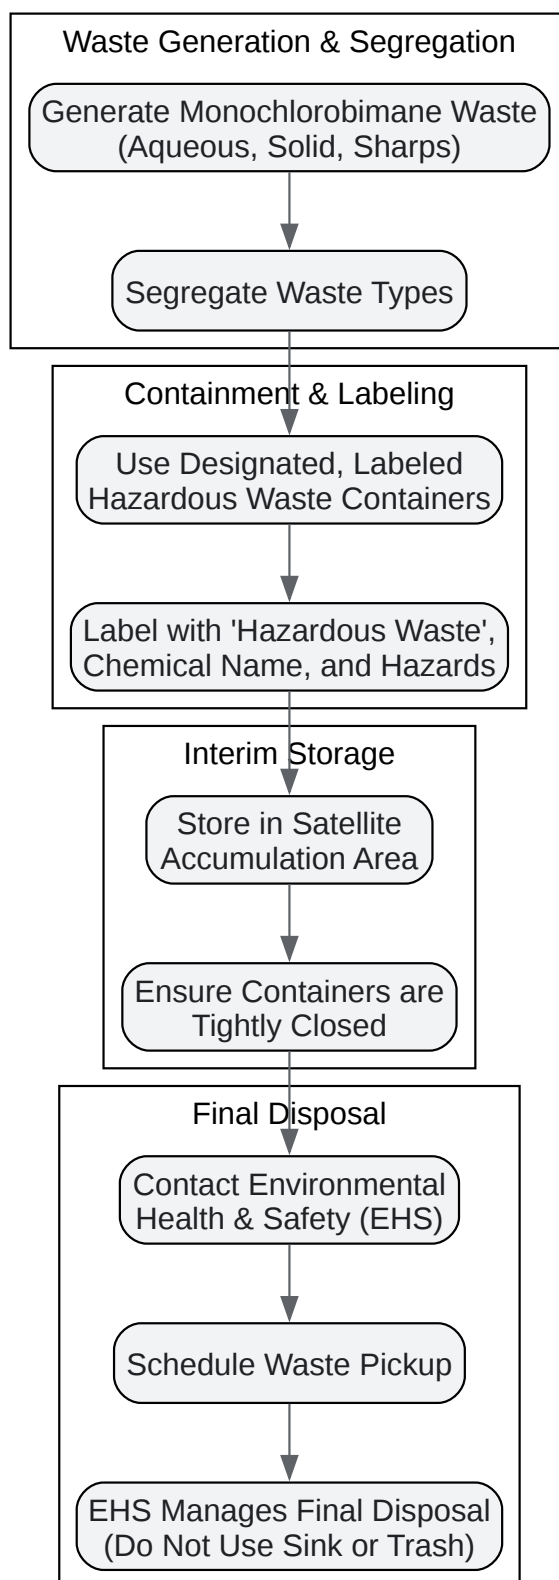 Waste Generation & Segregation
Generate Monochlorobimane Waste
(Aqueous, Solid, Sharps)
Segregate Waste Types
Containment & Labeling
Use Designated, Labeled
Hazardous Waste Containers
Label with 'Hazardous Waste',
Chemical Name, and Hazards
Interim Storage
Store in Satellite
Accumulation Area
Ensure Containers are
Tightly Closed
Final Disposal
Contact Environmental
Health & Safety (EHS)
Schedule Waste Pickup
EHS Manages Final Disposal
(Do Not Use Sink or Trash)